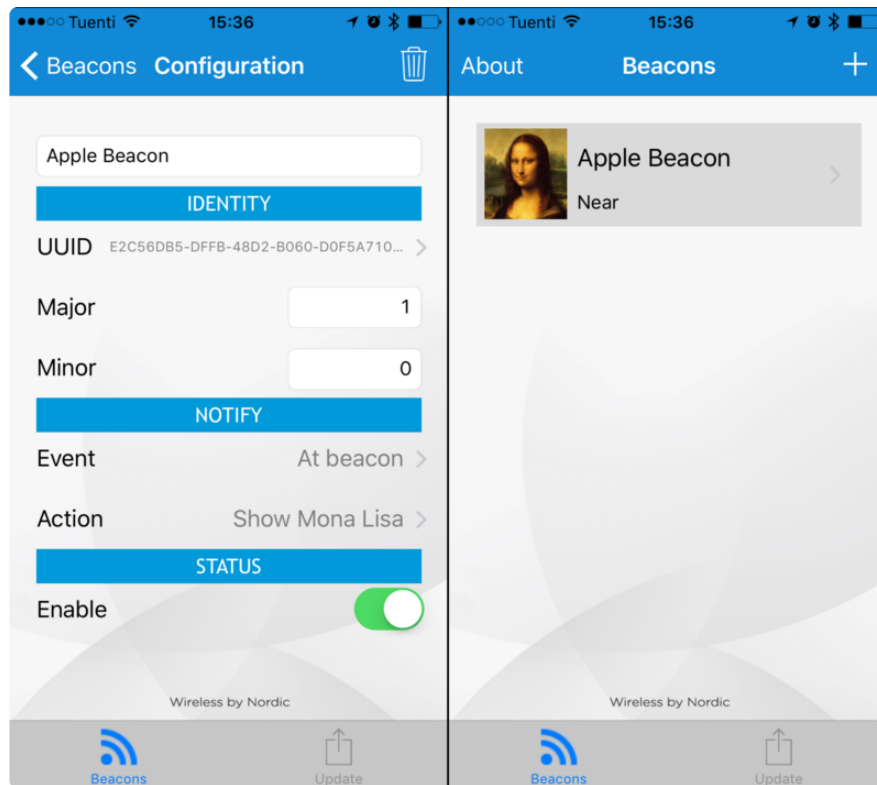 Tuenti 15:36
Beacons Configuration
Apple Beacon
IDENTITY
UUID E2C56DB5-DFFB-48D2-B060-D0F5A710...
Major 1
Minor 0
NOTIFY
Event At beacon
Action Show Mona Lisa
STATUS
Enable
Wireless by Nordic
Beacons Update
Tuenti 15:36
About Beacons
Apple Beacon
Near
Wireless by Nordic
Beacons Update